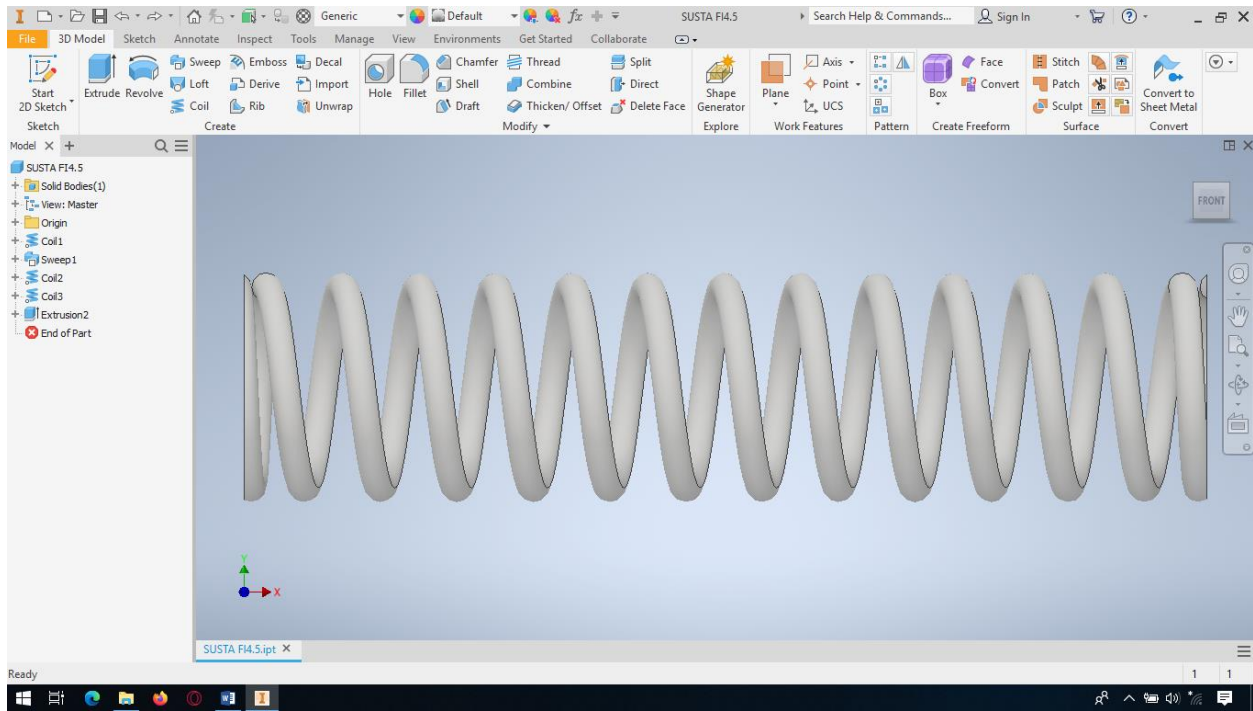 Generic Default fx SUSTA FI4.5 Search Help & Commands... Sign In
File 3D Model Sketch Annotate Inspect Tools Manage View Environments Get Started Collaborate
Start 2D Sketch
Extrude Revolve
Sweep Emboss Decal
Loft Derive Import
Coil Rib Unwrap
Hole Fillet
Chamfer Thread Split
Shell Combine Direct
Draft Thicken/ Offset Delete Face
Shape Generator
Plane
Axis
Point
UCS
Box
Face
Convert
Stitch
Patch
Sculpt
Convert to Sheet Metal
Sketch Create Modify Explore Work Features Pattern Create Freeform Surface Convert
Model
SUSTA FI4.5
Solid Bodies(1)
View: Master
Origin
Coil1
Sweep1
Coil2
Coil3
Extrusion2
End of Part
FRONT
Y
X
SUSTA FI4.5.ipt
Ready 1 1